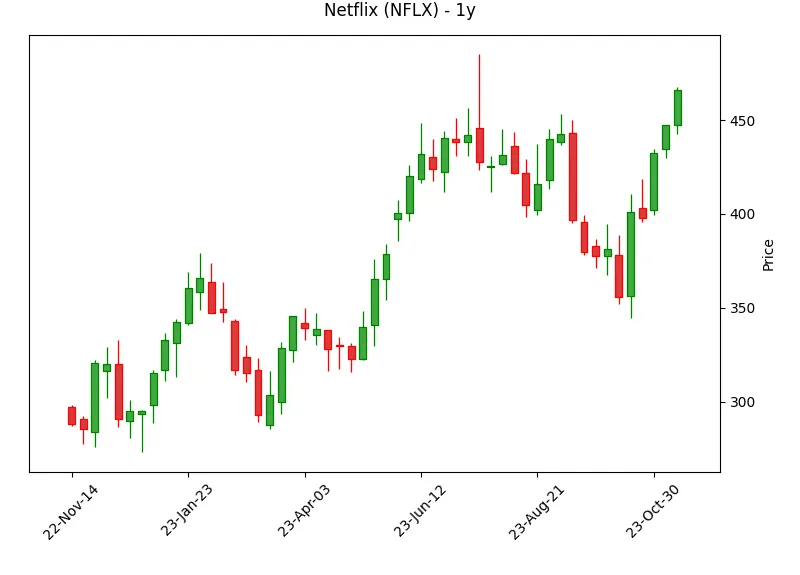 Netflix (NFLX) - 1y
450
400
350
300
Price
22-Nov-14
23-Jan-23
23-Apr-03
23-Jun-12
23-Aug-21
23-Oct-30